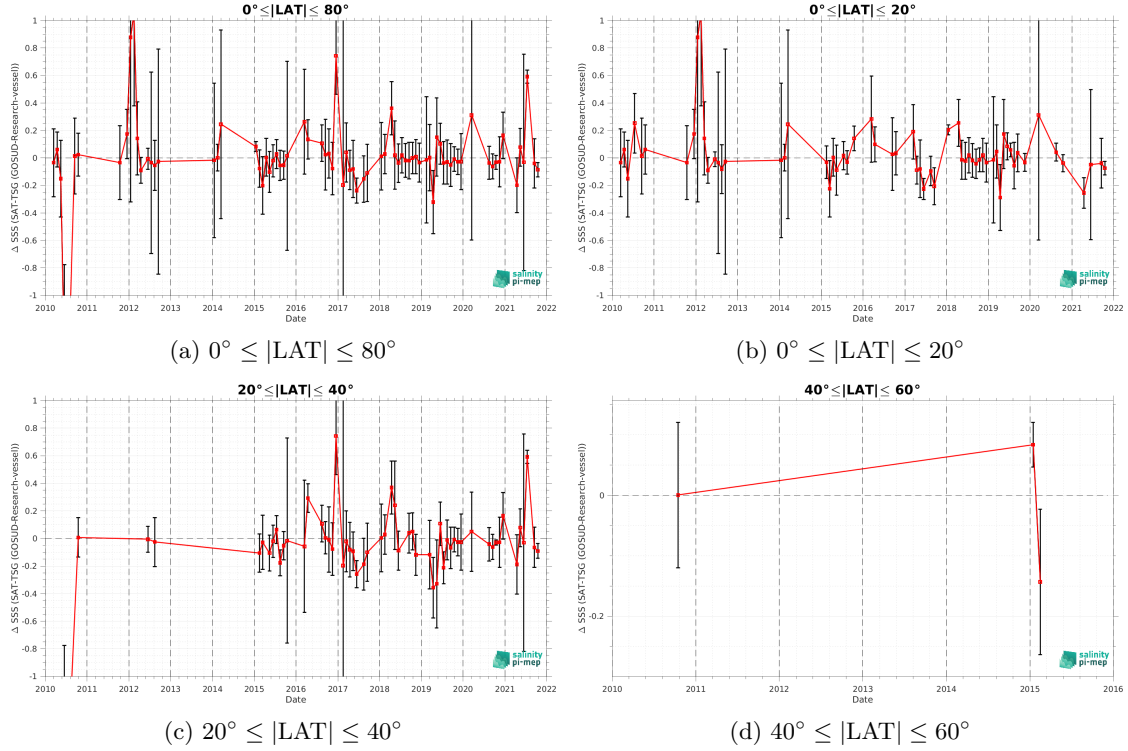 0°≤|LAT|≤ 80°
Δ SSS (SAT-TSG (GOSUD-Research-vessel))
1
0.8
0.6
0.4
0.2
0
-0.2
-0.4
-0.6
-0.8
-1
2010 2011 2012 2013 2014 2015 2016 2017 2018 2019 2020 2021 2022
Date
salinity
pi-mep
(a) 0° ≤ |LAT| ≤ 80°
0°≤|LAT|≤ 20°
Δ SSS (SAT-TSG (GOSUD-Research-vessel))
1
0.8
0.6
0.4
0.2
0
-0.2
-0.4
-0.6
-0.8
-1
2010 2011 2012 2013 2014 2015 2016 2017 2018 2019 2020 2021 2022
Date
salinity
pi-mep
(b) 0° ≤ |LAT| ≤ 20°
20°≤|LAT|≤ 40°
Δ SSS (SAT-TSG (GOSUD-Research-vessel))
1
0.8
0.6
0.4
0.2
0
-0.2
-0.4
-0.6
-0.8
-1
2010 2011 2012 2013 2014 2015 2016 2017 2018 2019 2020 2021 2022
Date
salinity
pi-mep
(c) 20° ≤ |LAT| ≤ 40°
40°≤|LAT|≤ 60°
Δ SSS (SAT-TSG (GOSUD-Research-vessel))
0
-0.2
2010 2011 2012 2013 2014 2015 2016
Date
salinity
pi-mep
(d) 40° ≤ |LAT| ≤ 60°